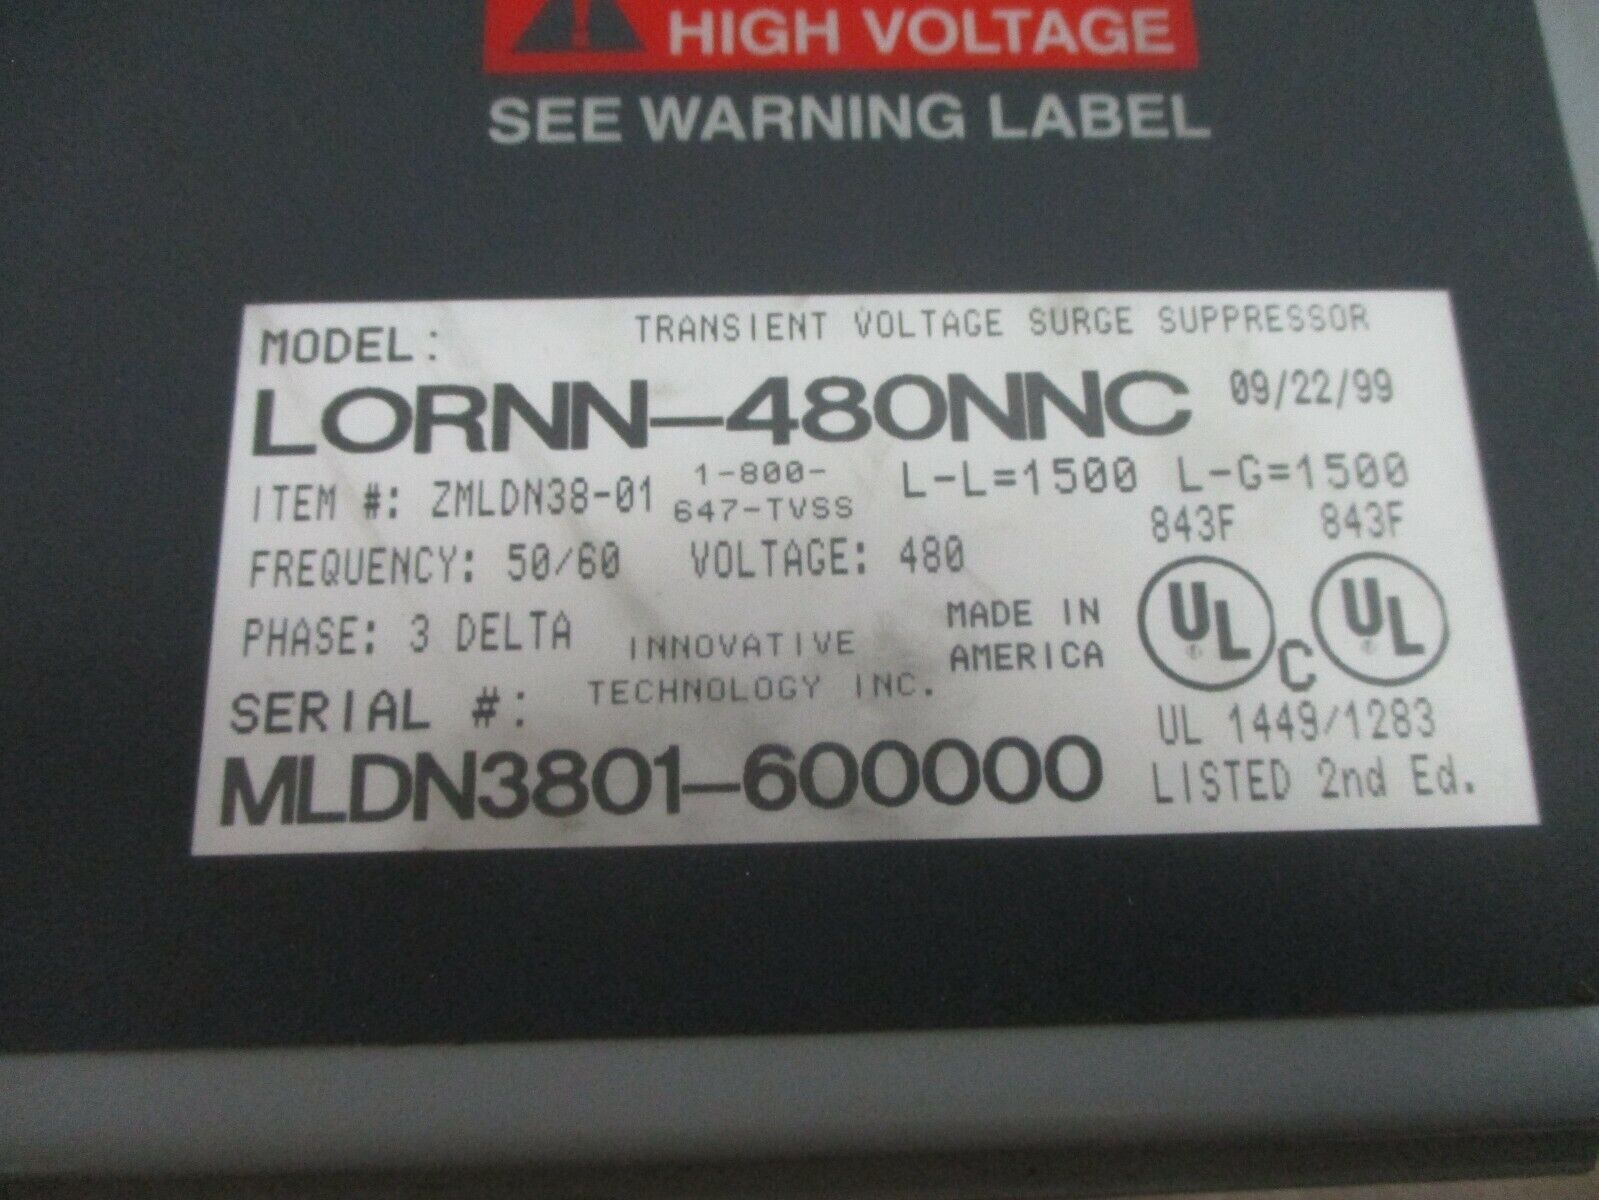 HIGH VOLTAGE
SEE WARNING LABEL
MODEL: TRANSIENT VOLTAGE SURGE SUPPRESSOR
LORNN-480NNC 09/22/99
ITEM #: ZMLDN38-01 1-800-
647-TVSS L-L=1500 L-G=1500
843F 843F
FREQUENCY: 50/60 VOLTAGE: 480
PHASE: 3 DELTA INNOVATIVE
TECHNOLOGY INC.
MADE IN
AMERICA
UL C UL
SERIAL #:
MLDN3801-600000
UL 1449/1283
LISTED 2nd Ed.